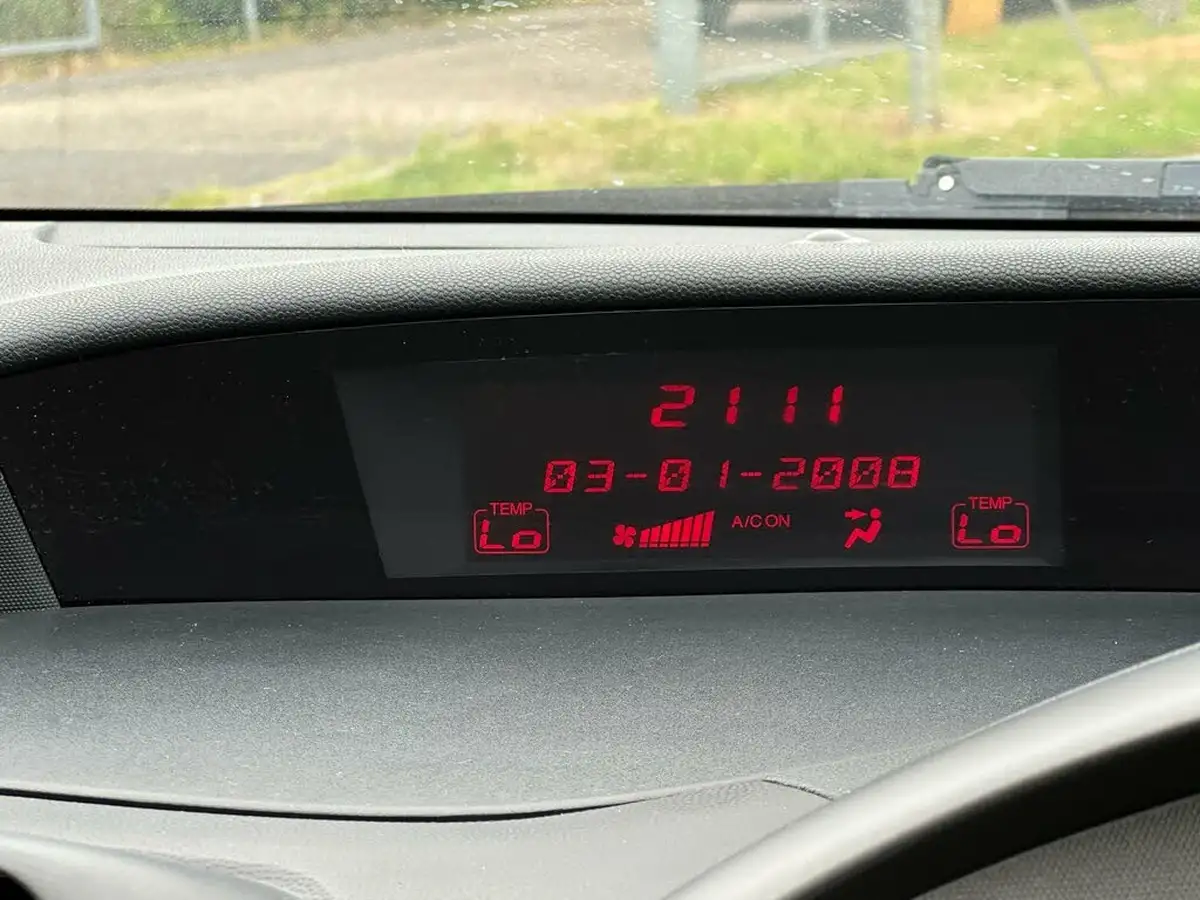 2111
03-01-2008
TEMP A/C ON TEMP
Lo Lo